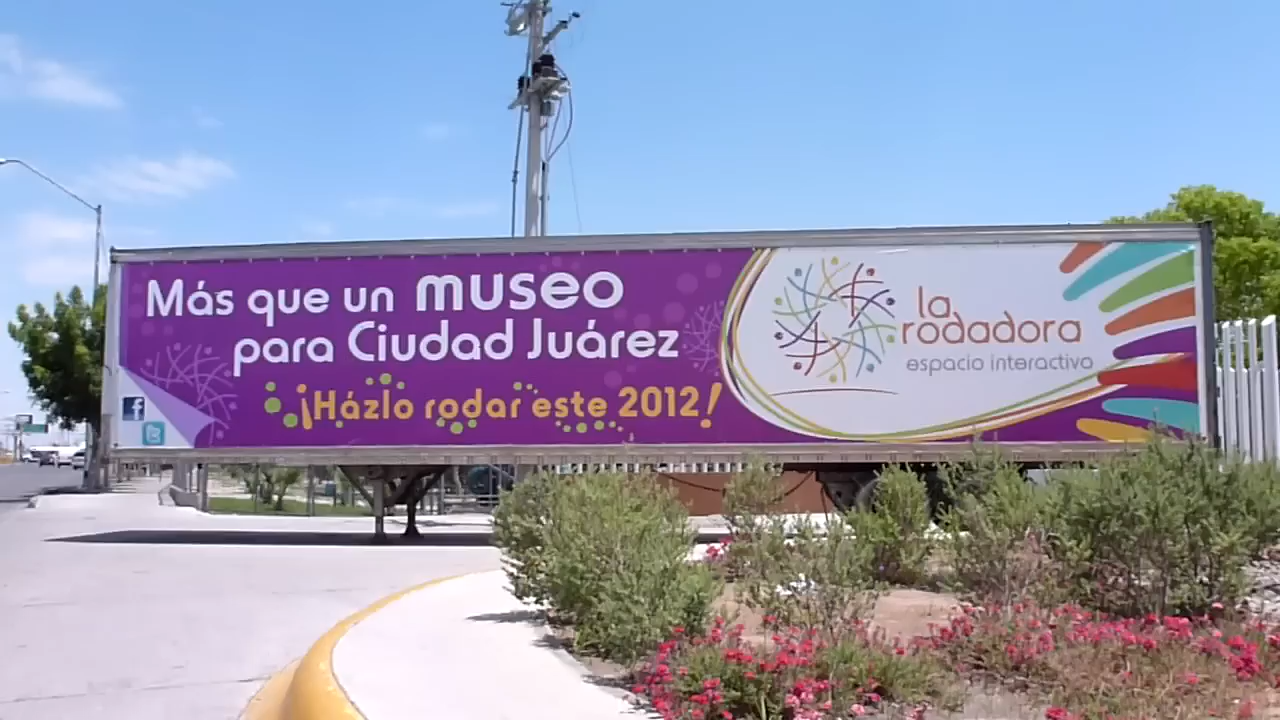 Más que un museo
para Ciudad Juárez
¡Házlo rodar este 2012!
la
rodadora
espacio interactivo